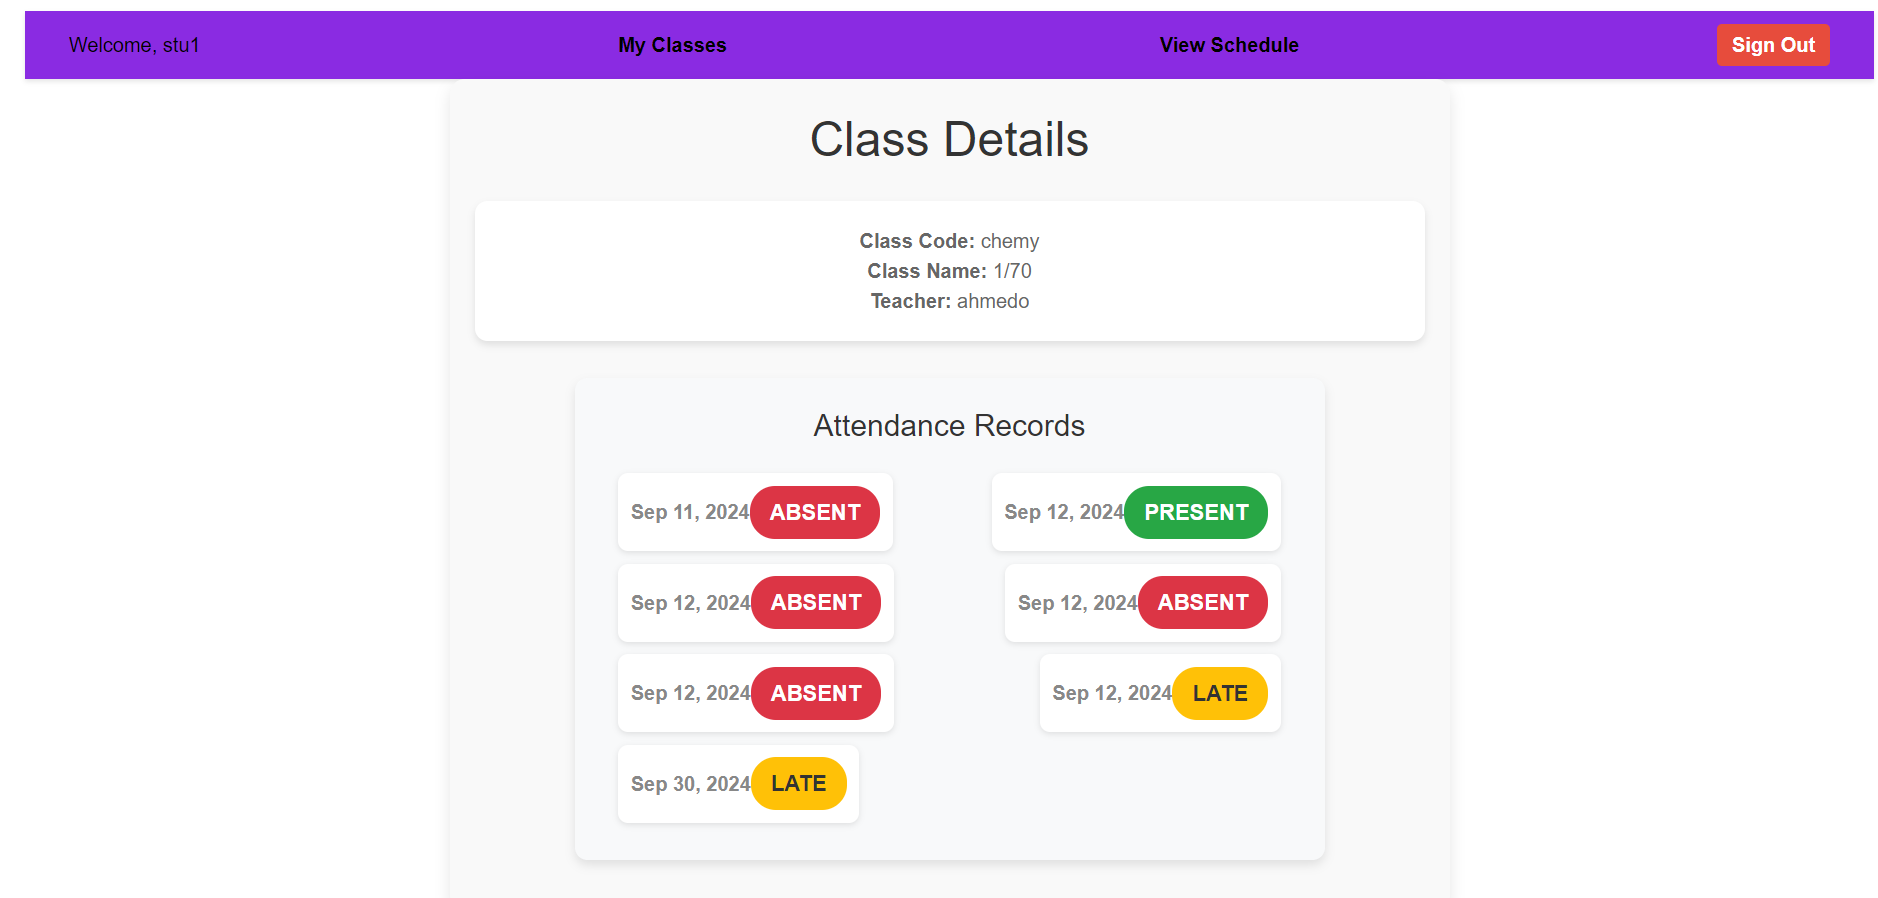 Welcome, stu1 My Classes View Schedule Sign Out
Class Details
Class Code: chemy
Class Name: 1/70
Teacher: ahmedo
Attendance Records
Sep 11, 2024 ABSENT
Sep 12, 2024 PRESENT
Sep 12, 2024 ABSENT
Sep 12, 2024 ABSENT
Sep 12, 2024 ABSENT
Sep 12, 2024 LATE
Sep 30, 2024 LATE